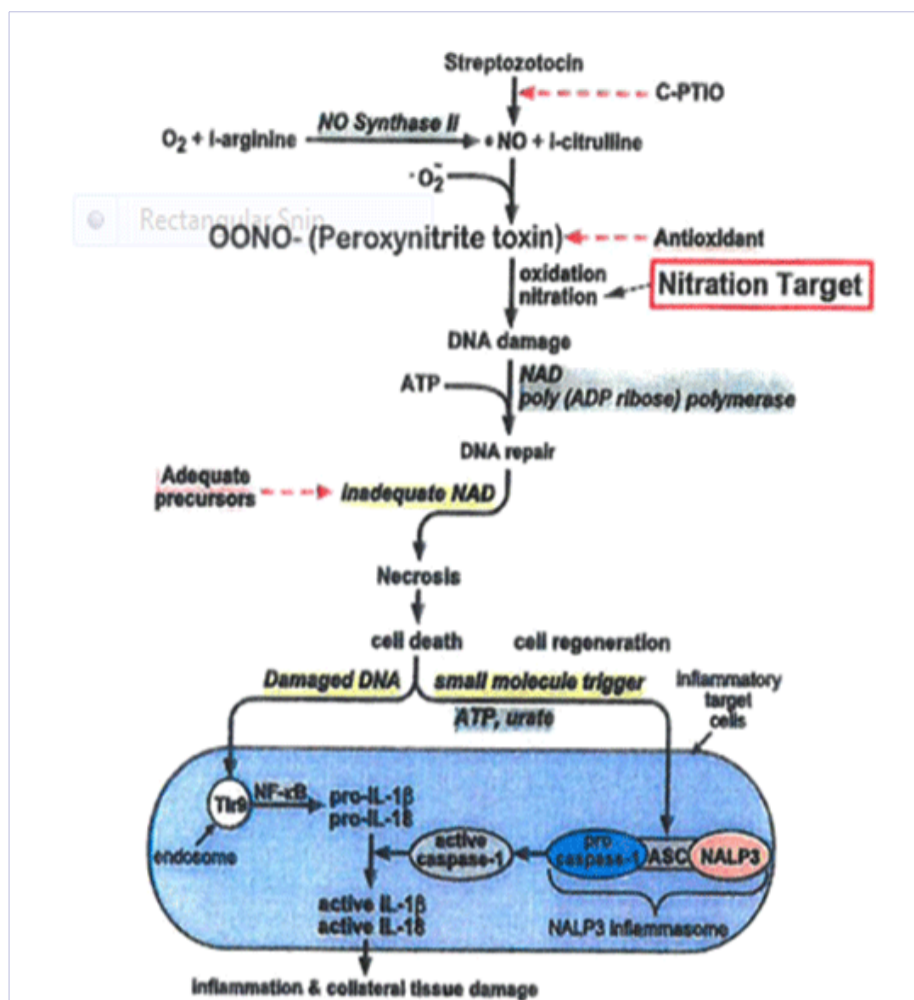 Streptozotocin
C-PTIO
O₂ + l-arginine NO Synthase II •NO + l-citrulline
·O₂⁻
Rectangular Snip
OONO- (Peroxynitrite toxin) Antioxidant
oxidation
nitration
Nitration Target
DNA damage
ATP
NAD
poly (ADP ribose) polymerase
DNA repair
Adequate
precursors
inadequate NAD
Necrosis
cell death cell regeneration
Damaged DNA small molecule trigger
ATP, urate
inflammatory
target
cells
Tlr9 NF-κB pro-IL-1β
pro-IL-18
endosome
active
caspase-1
pro
caspase-1 ASC NALP3
active IL-1β
active IL-18
NALP3 inflammasome
inflammation & collateral tissue damage